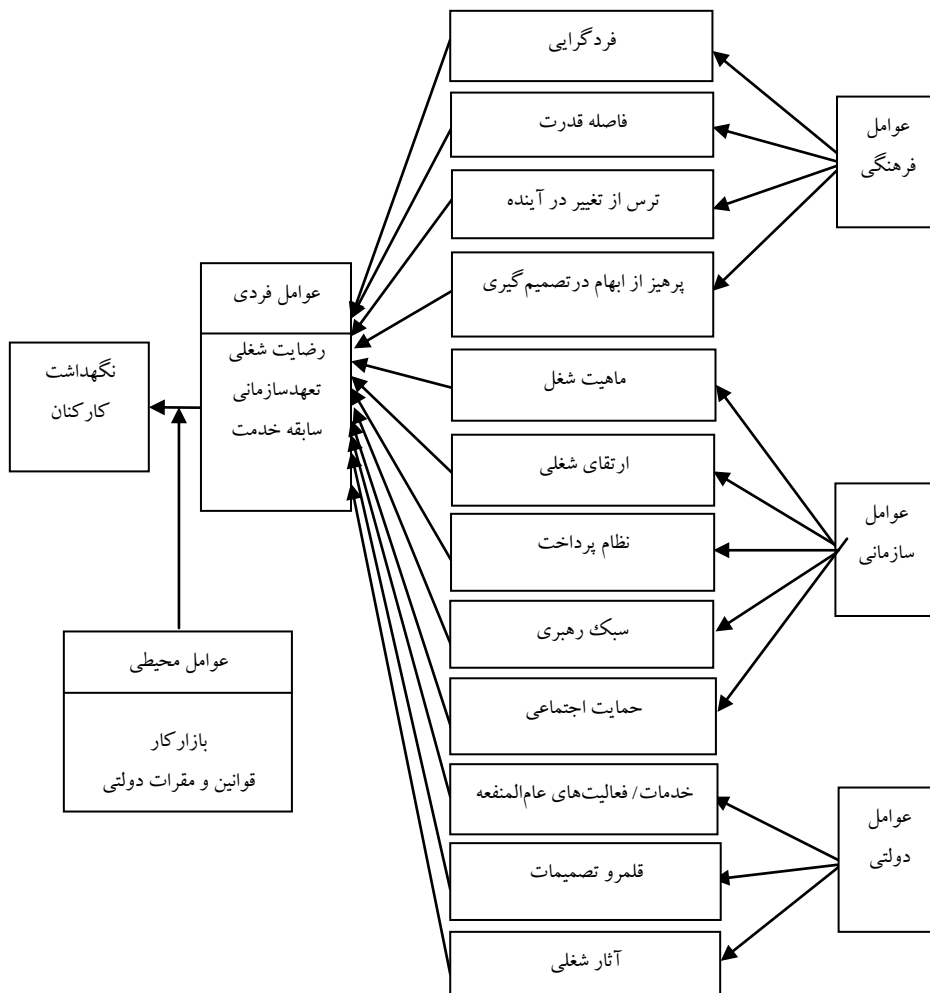 عوامل
فرهنگی
فردگرایی
فاصله قدرت
ترس از تغییر در آینده
پرهیز از ابهام درتصمیم‌گیری
عوامل
سازمانی
ماهیت شغل
ارتقای شغلی
نظام پرداخت
سبک رهبری
حمایت اجتماعی
عوامل
دولتی
خدمات/ فعالیت‌های عام‌المنفعه
قلمرو تصمیمات
آثار شغلی
عوامل فردی
رضایت شغلی
تعهدسازمانی
سابقه خدمت
عوامل محیطی
بازارکار
قوانین و مقرات دولتی
نگهداشت
کارکنان